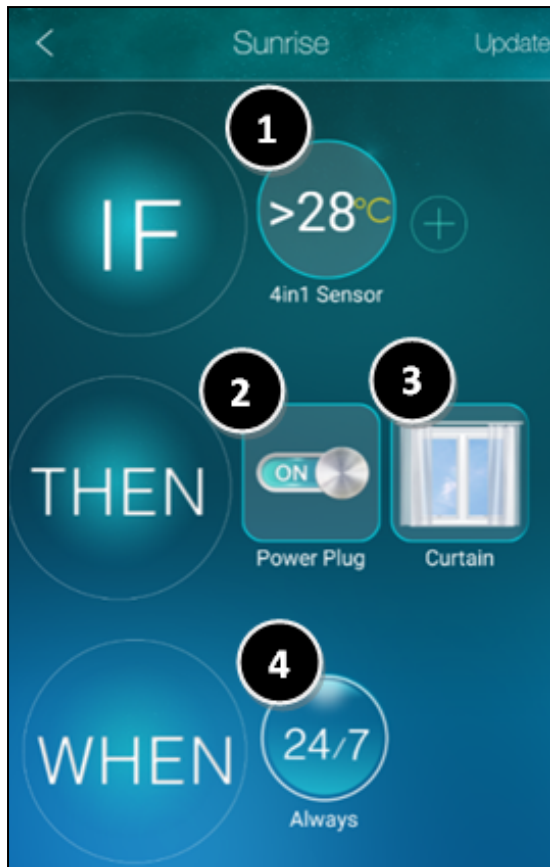 Sunrise
Update
1
IF
>28°C
4in1 Sensor
2
3
THEN
ON
Power Plug
Curtain
4
WHEN
24/7
Always